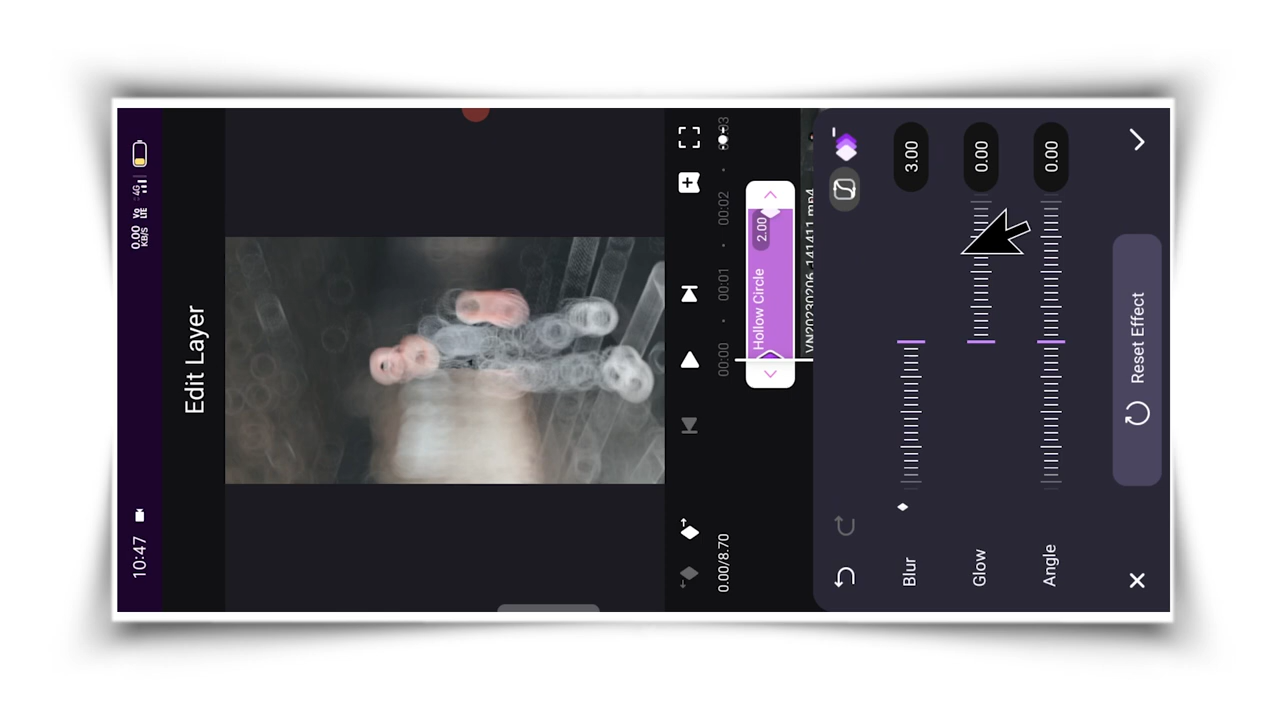 10:47
0.00 KB/S Vo LTE 4G
Edit Layer
0.00/8.70
00:00
00:01
00:02
Hollow Circle
2.00
VN20230206_141411.mp4
Blur
3.00
Glow
0.00
Angle
0.00
Reset Effect